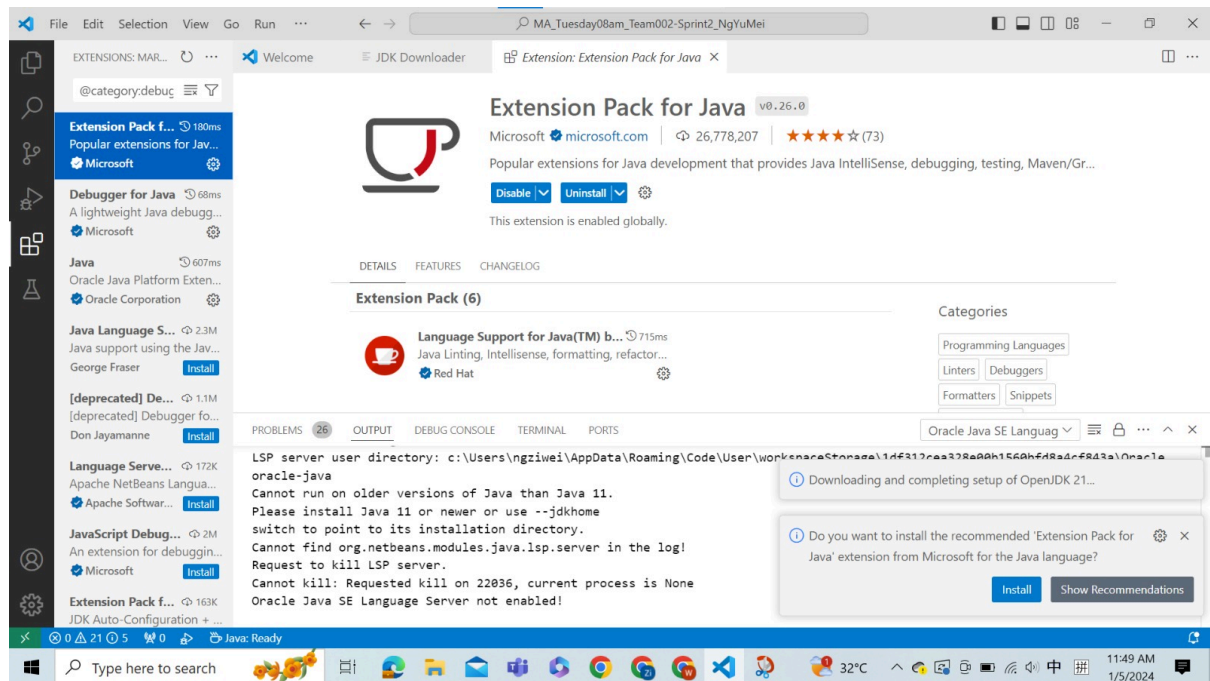 File Edit Selection View Go Run ··· MA_Tuesday08am_Team002-Sprint2_NgYuMei
EXTENSIONS: MAR... ···
Welcome JDK Downloader Extension: Extension Pack for Java
@category:debug
Extension Pack f... 180ms
Popular extensions for Jav...
Microsoft
Debugger for Java 68ms
A lightweight Java debugg...
Microsoft
Java 607ms
Oracle Java Platform Exten...
Oracle Corporation
Java Language S... 2.3M
Java support using the Jav...
George Fraser Install
[deprecated] De... 1.1M
[deprecated] Debugger fo...
Don Jayamanne Install
Language Serve... 172K
Apache NetBeans Langua...
Apache Softwar... Install
JavaScript Debug... 2M
An extension for debuggin...
Microsoft Install
Extension Pack f... 163K
JDK Auto-Configuration + ...
Extension Pack for Java v0.26.0
Microsoft microsoft.com 26,778,207 (73)
Popular extensions for Java development that provides Java IntelliSense, debugging, testing, Maven/Gr...
Disable Uninstall
This extension is enabled globally.
DETAILS FEATURES CHANGELOG
Extension Pack (6)
Language Support for Java(TM) b... 715ms
Java Linting, Intellisense, formatting, refactor...
Red Hat
Categories
Programming Languages
Linters Debuggers
Formatters Snippets
PROBLEMS 26 OUTPUT DEBUG CONSOLE TERMINAL PORTS Oracle Java SE Languag
LSP server user directory: c:\Users\ngziwei\AppData\Roaming\Code\User\workspaceStorage\1df312cea328e00b1560bfd8a4cf843a\Oracle
oracle-java
Cannot run on older versions of Java than Java 11.
Please install Java 11 or newer or use --jdkhome
switch to point to its installation directory.
Cannot find org.netbeans.modules.java.lsp.server in the log!
Request to kill LSP server.
Cannot kill: Requested kill on 22036, current process is None
Oracle Java SE Language Server not enabled!
Downloading and completing setup of OpenJDK 21...
Do you want to install the recommended 'Extension Pack for
Java' extension from Microsoft for the Java language?
Install Show Recommendations
0 21 5 0 Java: Ready
Type here to search 32°C 中 拼 11:49 AM
1/5/2024